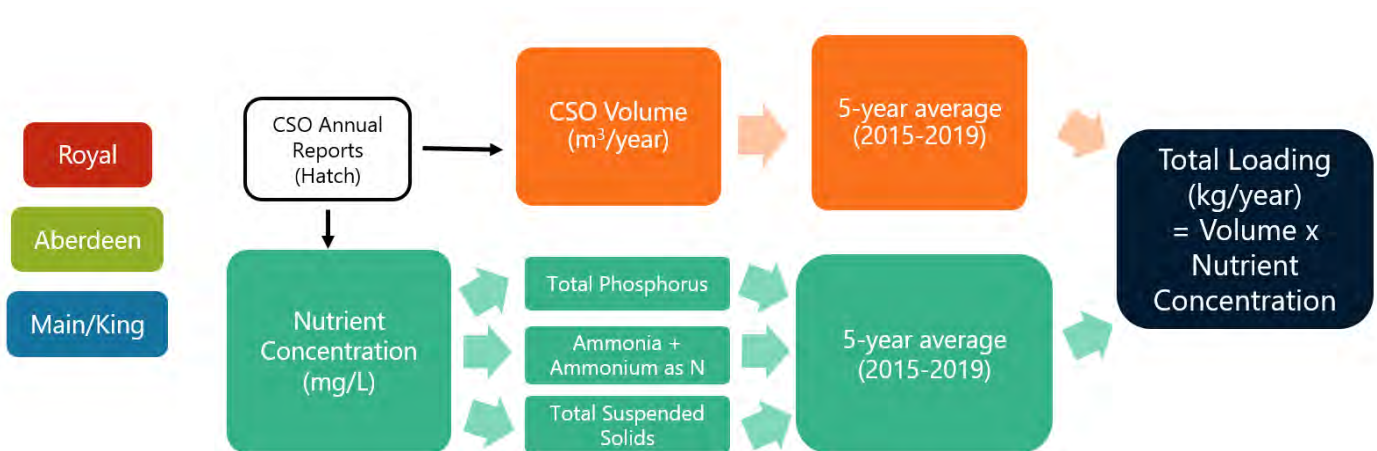 Royal
Aberdeen
Main/King
CSO Annual
Reports
(Hatch)
CSO Volume
(m³/year)
5-year average
(2015-2019)
Nutrient
Concentration
(mg/L)
Total Phosphorus
Ammonia +
Ammonium as N
Total Suspended
Solids
5-year average
(2015-2019)
Total Loading
(kg/year)
= Volume x
Nutrient
Concentration